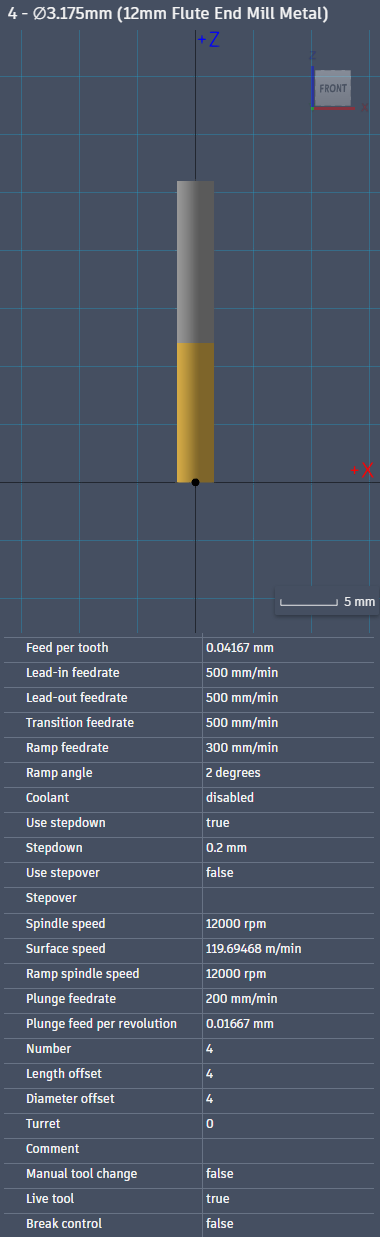 4 - Ø3.175mm (12mm Flute End Mill Metal)
+Z
Z
FRONT
X
+X
5 mm
Feed per tooth 0.04167 mm
Lead-in feedrate 500 mm/min
Lead-out feedrate 500 mm/min
Transition feedrate 500 mm/min
Ramp feedrate 300 mm/min
Ramp angle 2 degrees
Coolant disabled
Use stepdown true
Stepdown 0.2 mm
Use stepover false
Stepover
Spindle speed 12000 rpm
Surface speed 119.69468 m/min
Ramp spindle speed 12000 rpm
Plunge feedrate 200 mm/min
Plunge feed per revolution 0.01667 mm
Number 4
Length offset 4
Diameter offset 4
Turret 0
Comment
Manual tool change false
Live tool true
Break control false